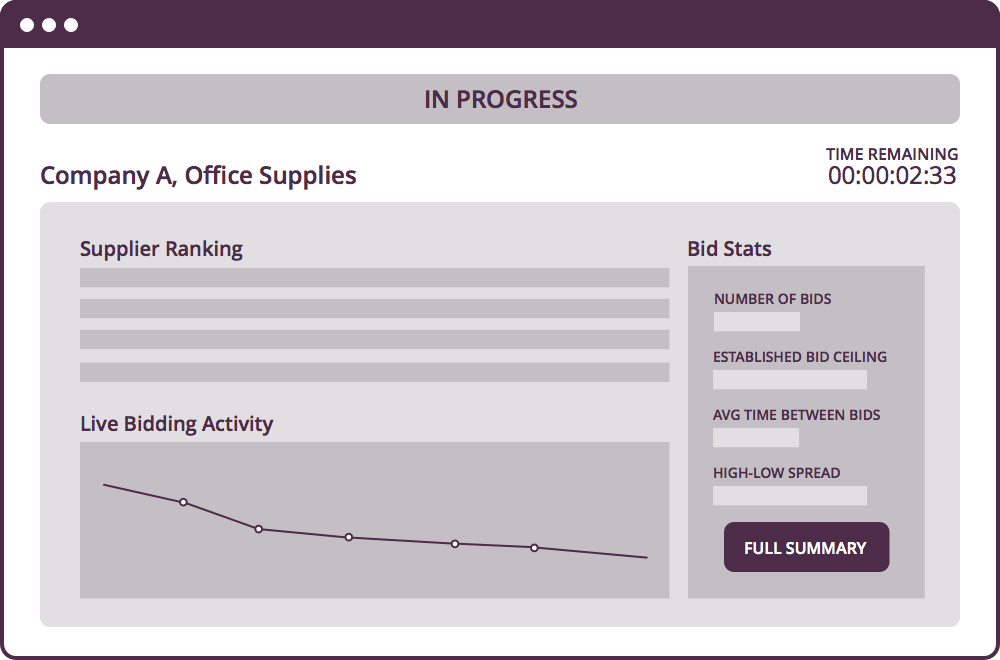 IN PROGRESS
Company A, Office Supplies
TIME REMAINING
00:00:02:33
Supplier Ranking
Live Bidding Activity
Bid Stats
NUMBER OF BIDS
ESTABLISHED BID CEILING
AVG TIME BETWEEN BIDS
HIGH-LOW SPREAD
FULL SUMMARY